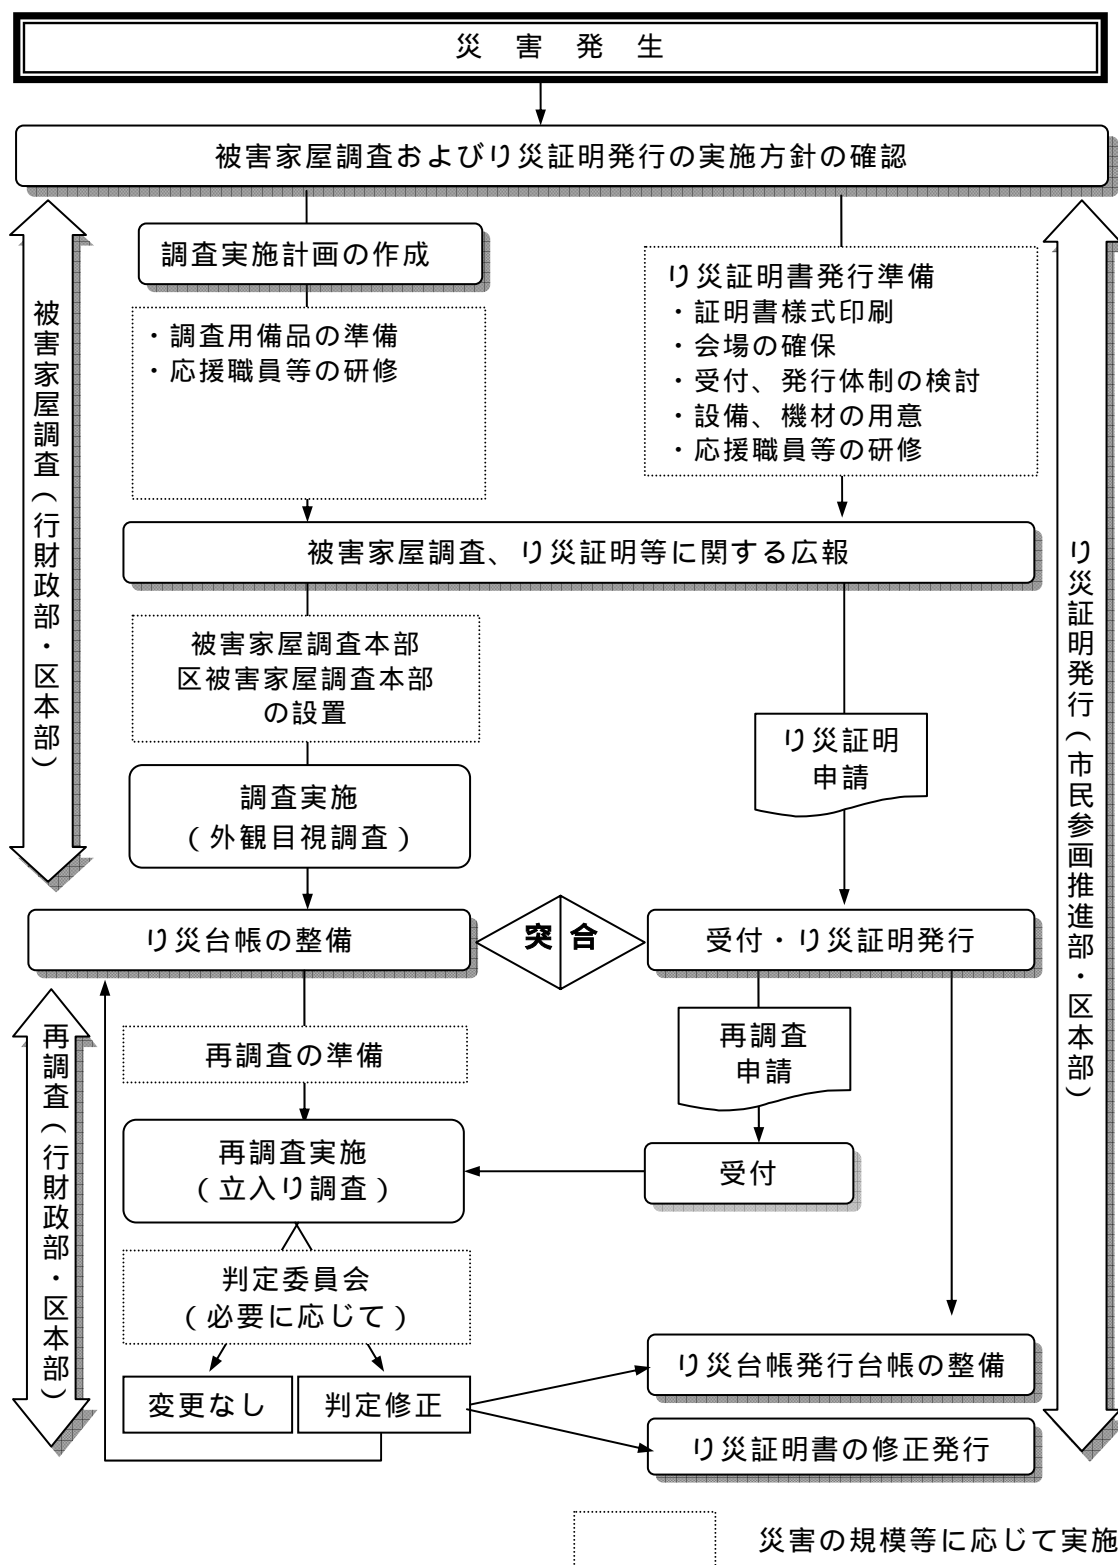 災 害 発 生
被害家屋調査およびり災証明発行の実施方針の確認
被害家屋調査（行財政部・区本部）
調査実施計画の作成
・調査用備品の準備
・応援職員等の研修
り災証明書発行準備
・証明書様式印刷
・会場の確保
・受付、発行体制の検討
・設備、機材の用意
・応援職員等の研修
り災証明発行（市民参画推進部・区本部）
被害家屋調査、り災証明等に関する広報
被害家屋調査本部
区被害家屋調査本部
の設置
り災証明
申請
調査実施
（外観目視調査）
り災台帳の整備
突 合
受付・り災証明発行
再調査（行財政部・区本部）
再調査の準備
再調査
申請
再調査実施
（立入り調査）
受付
判定委員会
（必要に応じて）
変更なし
判定修正
り災台帳発行台帳の整備
り災証明書の修正発行
災害の規模等に応じて実施